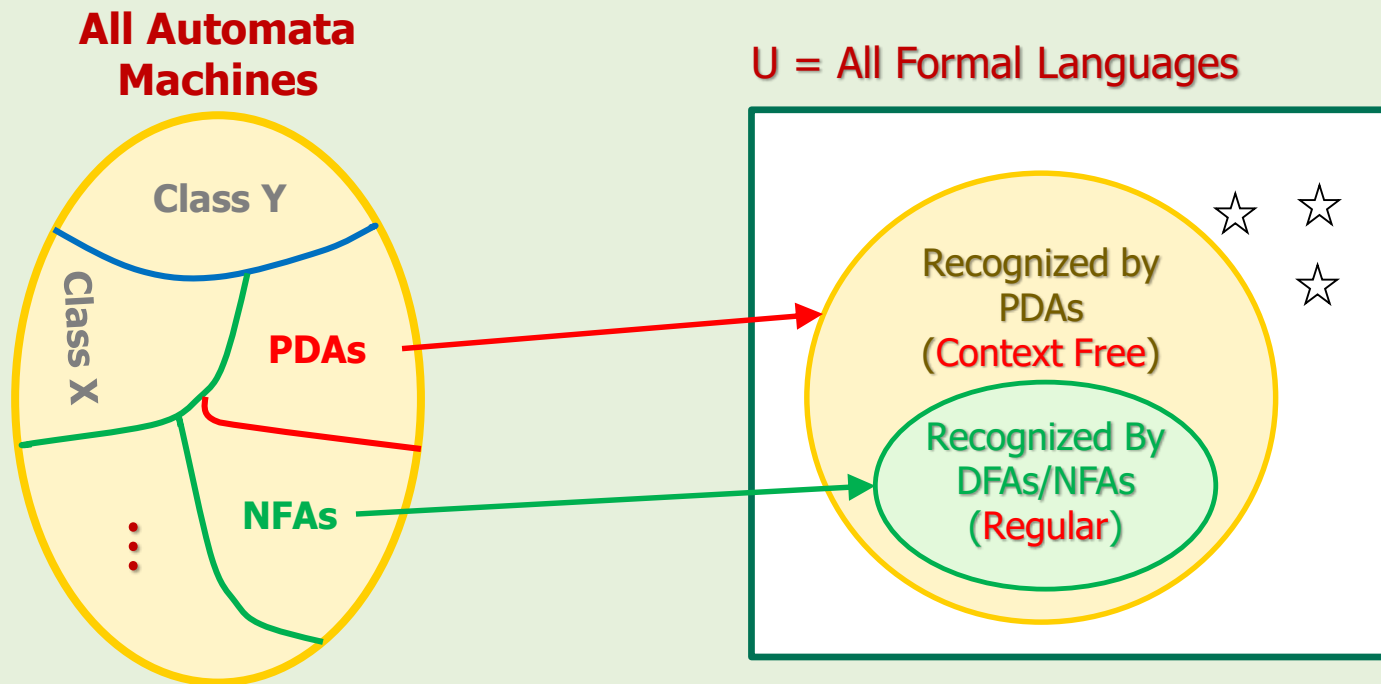 All Automata
Machines
U = All Formal Languages
Class Y
Class X
PDAs
NFAs
⋮
Recognized by
PDAs
(Context Free)
Recognized By
DFAs/NFAs
(Regular)